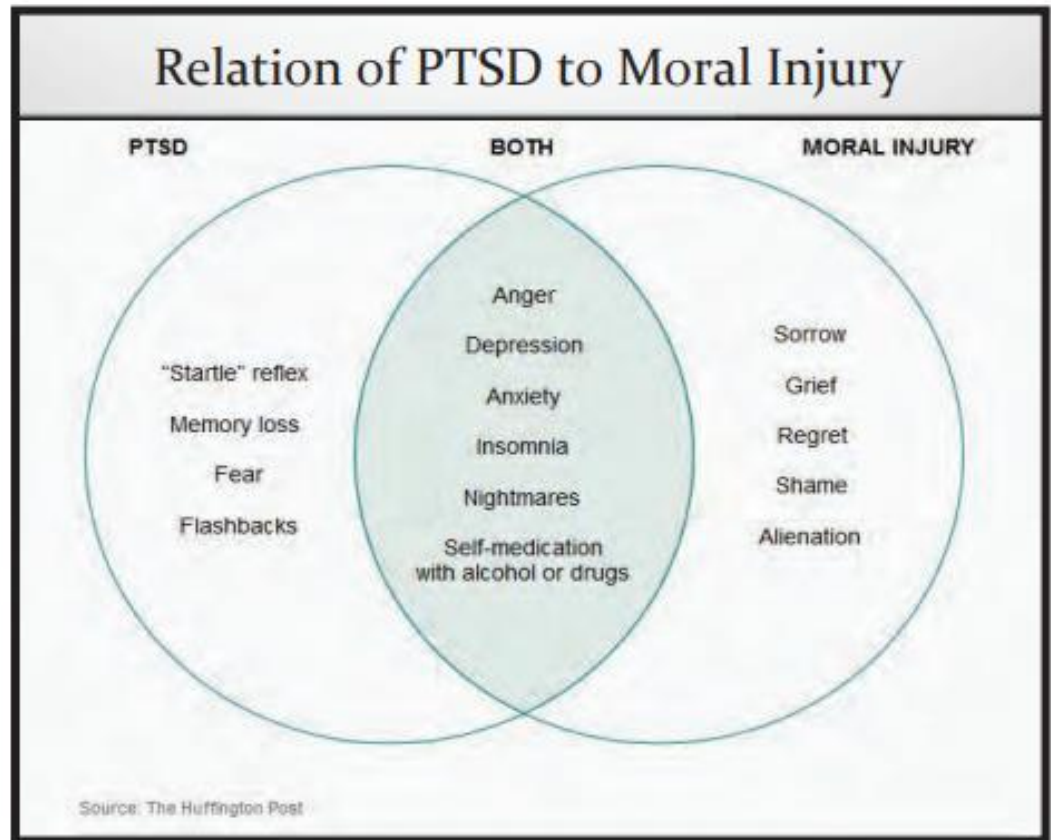 Relation of PTSD to Moral Injury
PTSD
BOTH
MORAL INJURY
"Startle" reflex
Memory loss
Fear
Flashbacks
Anger
Depression
Anxiety
Insomnia
Nightmares
Self-medication
with alcohol or drugs
Sorrow
Grief
Regret
Shame
Alienation
Source: The Huffington Post